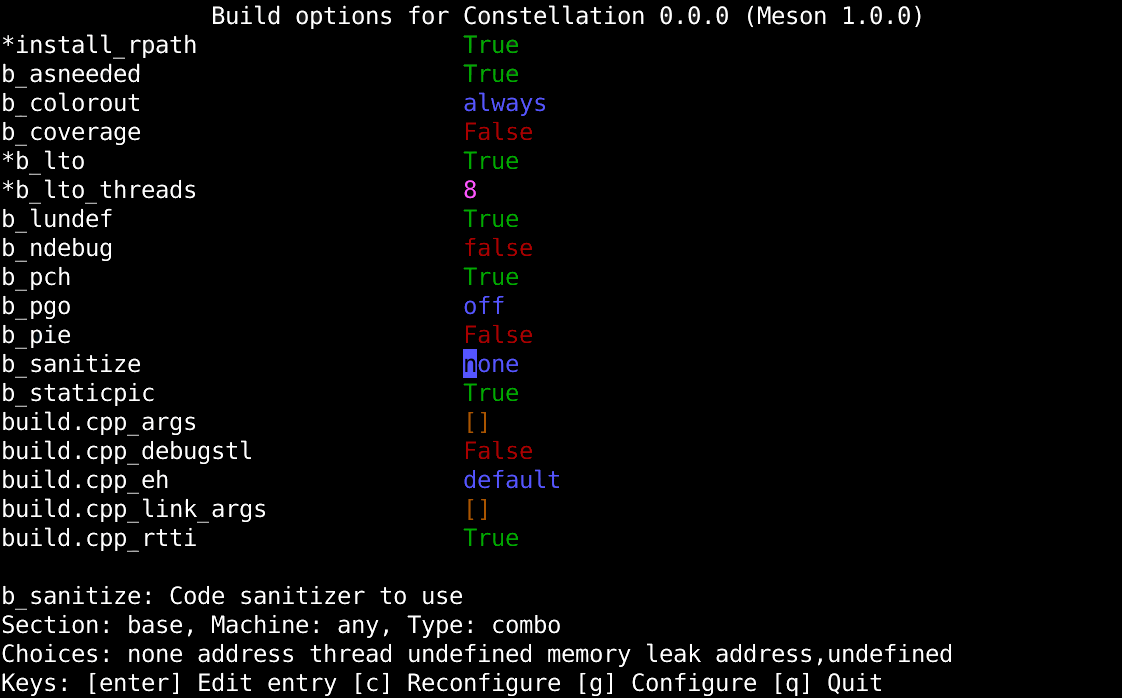 Build options for Constellation 0.0.0 (Meson 1.0.0)
*install_rpath True
b_asneeded True
b_colorout always
b_coverage False
*b_lto True
*b_lto_threads 8
b_lundef True
b_ndebug false
b_pch True
b_pgo off
b_pie False
b_sanitize none
b_staticpic True
build.cpp_args []
build.cpp_debugstl False
build.cpp_eh default
build.cpp_link_args []
build.cpp_rtti True
b_sanitize: Code sanitizer to use
Section: base, Machine: any, Type: combo
Choices: none address thread undefined memory leak address,undefined
Keys: [enter] Edit entry [c] Reconfigure [g] Configure [q] Quit